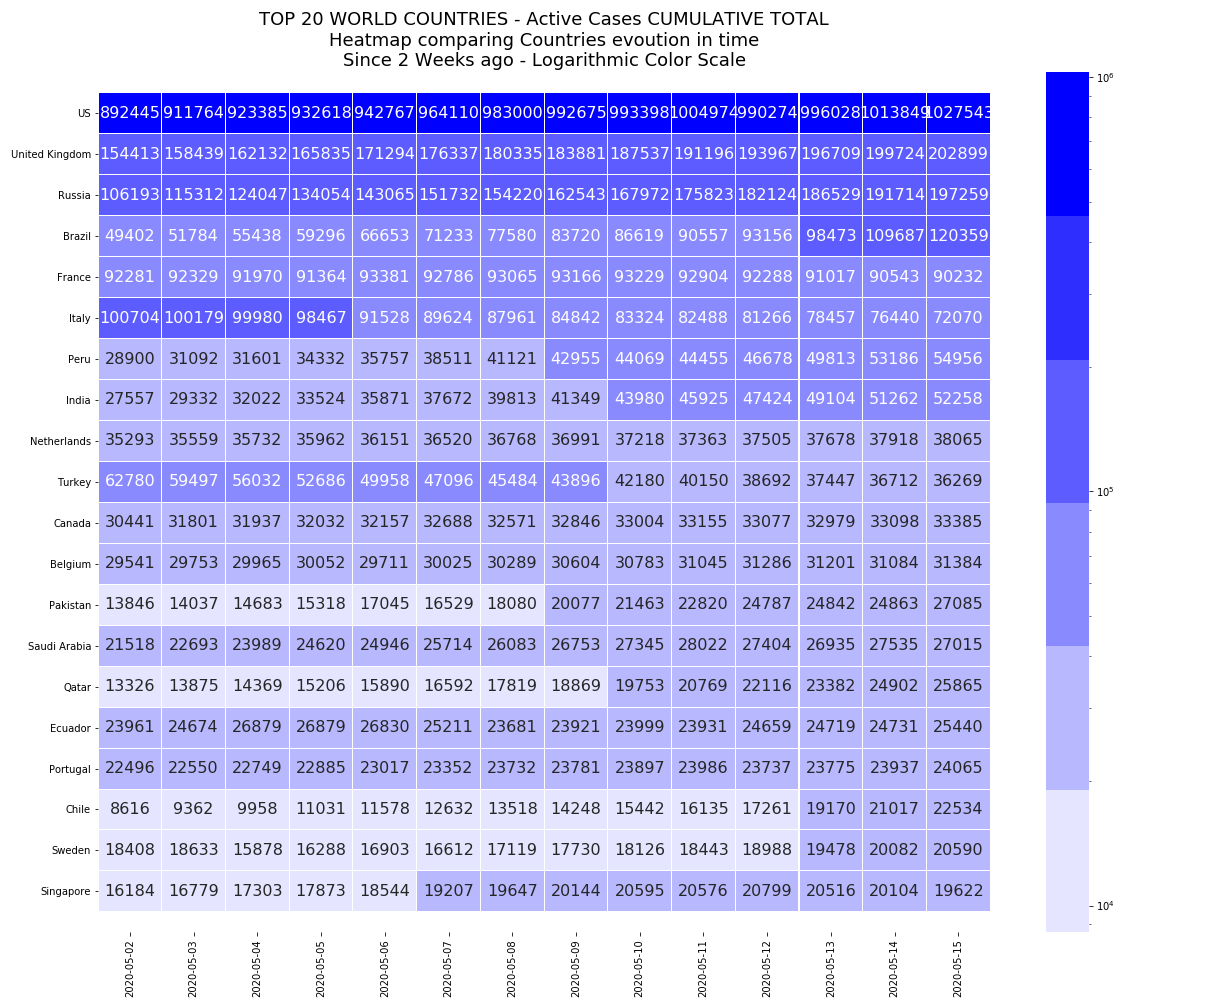 TOP 20 WORLD COUNTRIES - Active Cases CUMULATIVE TOTAL
Heatmap comparing Countries evoution in time
Since 2 Weeks ago - Logarithmic Color Scale
US 892445 911764 923385 932618 942767 964110 983000 992675 993398 1004974 990274 996028 1013849 1027543
United Kingdom 154413 158439 162132 165835 171294 176337 180335 183881 187537 191196 193967 196709 199724 202899
Russia 106193 115312 124047 134054 143065 151732 154220 162543 167972 175823 182124 186529 191714 197259
Brazil 49402 51784 55438 59296 66653 71233 77580 83720 86619 90557 93156 98473 109687 120359
France 92281 92329 91970 91364 93381 92786 93065 93166 93229 92904 92288 91017 90543 90232
Italy 100704 100179 99980 98467 91528 89624 87961 84842 83324 82488 81266 78457 76440 72070
Peru 28900 31092 31601 34332 35757 38511 41121 42955 44069 44455 46678 49813 53186 54956
India 27557 29332 32022 33524 35871 37672 39813 41349 43980 45925 47424 49104 51262 52258
Netherlands 35293 35559 35732 35962 36151 36520 36768 36991 37218 37363 37505 37678 37918 38065
Turkey 62780 59497 56032 52686 49958 47096 45484 43896 42180 40150 38692 37447 36712 36269
Canada 30441 31801 31937 32032 32157 32688 32571 32846 33004 33155 33077 32979 33098 33385
Belgium 29541 29753 29965 30052 29711 30025 30289 30604 30783 31045 31286 31201 31084 31384
Pakistan 13846 14037 14683 15318 17045 16529 18080 20077 21463 22820 24787 24842 24863 27085
Saudi Arabia 21518 22693 23989 24620 24946 25714 26083 26753 27345 28022 27404 26935 27535 27015
Qatar 13326 13875 14369 15206 15890 16592 17819 18869 19753 20769 22116 23382 24902 25865
Ecuador 23961 24674 26879 26879 26830 25211 23681 23921 23999 23931 24659 24719 24731 25440
Portugal 22496 22550 22749 22885 23017 23352 23732 23781 23897 23986 23737 23775 23937 24065
Chile 8616 9362 9958 11031 11578 12632 13518 14248 15442 16135 17261 19170 21017 22534
Sweden 18408 18633 15878 16288 16903 16612 17119 17730 18126 18443 18988 19478 20082 20590
Singapore 16184 16779 17303 17873 18544 19207 19647 20144 20595 20576 20799 20516 20104 19622
2020-05-02 2020-05-03 2020-05-04 2020-05-05 2020-05-06 2020-05-07 2020-05-08 2020-05-09 2020-05-10 2020-05-11 2020-05-12 2020-05-13 2020-05-14 2020-05-15
10⁶
10⁵
10⁴